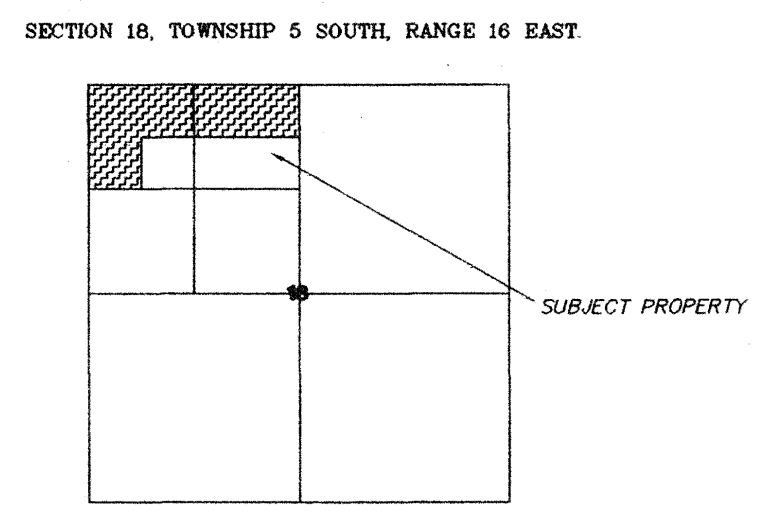 SECTION 18, TOWNSHIP 5 SOUTH, RANGE 16 EAST.
18
SUBJECT PROPERTY